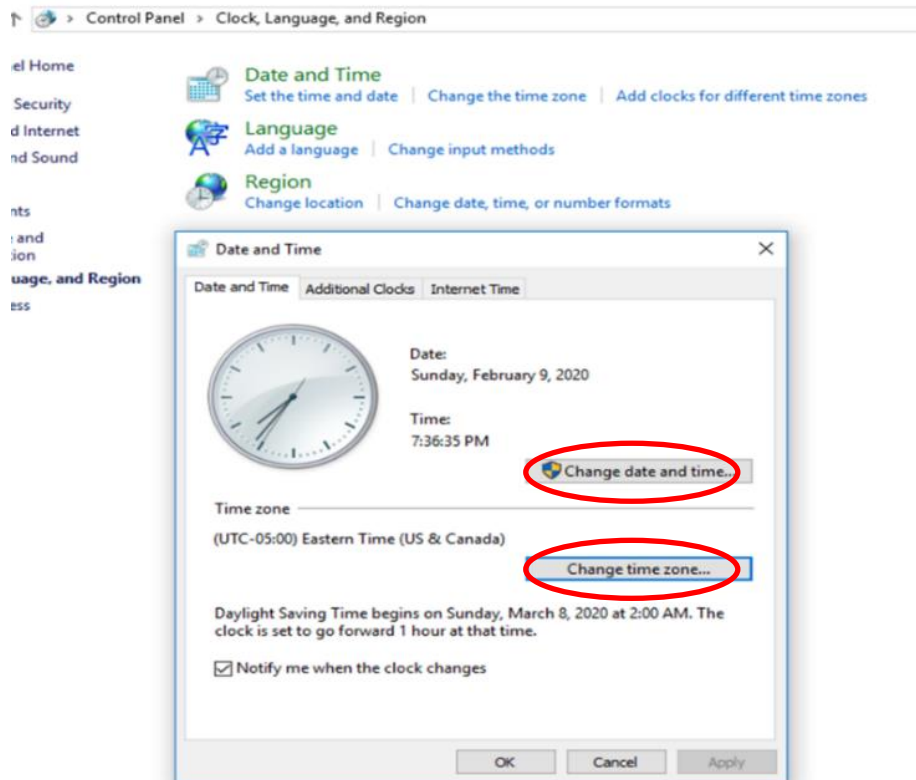 Control Panel > Clock, Language, and Region
el Home
Security
d Internet
nd Sound
nts
and
ion
uage, and Region
ess
Date and Time
Set the time and date | Change the time zone | Add clocks for different time zones
Language
Add a language | Change input methods
Region
Change location | Change date, time, or number formats
Date and Time
Date and Time Additional Clocks Internet Time
Date:
Sunday, February 9, 2020
Time:
7:36:35 PM
Change date and time...
Time zone
(UTC-05:00) Eastern Time (US & Canada)
Change time zone...
Daylight Saving Time begins on Sunday, March 8, 2020 at 2:00 AM. The
clock is set to go forward 1 hour at that time.
Notify me when the clock changes
OK Cancel Apply